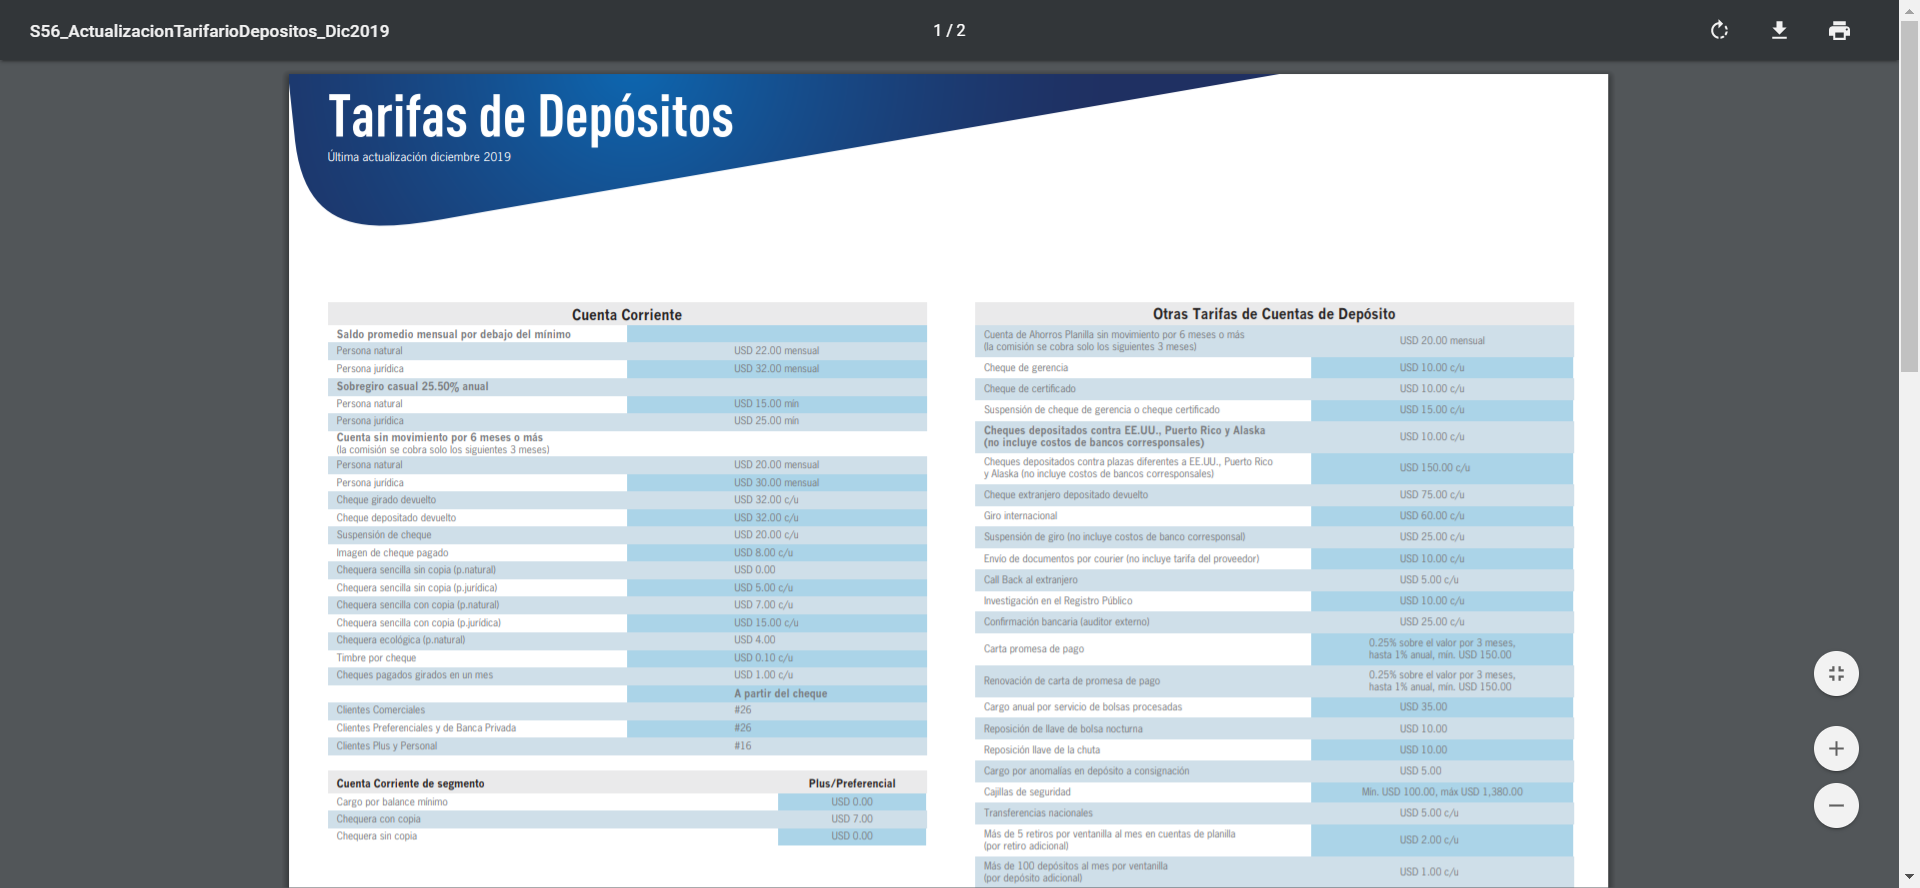 S56_ActualizacionTarifarioDepositos_Dic2019
1 / 2
Tarifas de Depósitos
Última actualización diciembre 2019
Cuenta Corriente
Saldo promedio mensual por debajo del mínimo
Persona natural USD 22.00 mensual
Persona jurídica USD 32.00 mensual
Sobregiro casual 25.50% anual
Persona natural USD 15.00 min
Persona jurídica USD 25.00 min
Cuenta sin movimiento por 6 meses o más
(la comisión se cobra solo los siguientes 3 meses)
Persona natural USD 20.00 mensual
Persona jurídica USD 30.00 mensual
Cheque girado devuelto USD 32.00 c/u
Cheque depositado devuelto USD 32.00 c/u
Suspensión de cheque USD 20.00 c/u
Imagen de cheque pagado USD 8.00 c/u
Chequera sencilla sin copia (p.natural) USD 0.00
Chequera sencilla sin copia (p.jurídica) USD 5.00 c/u
Chequera sencilla con copia (p.natural) USD 7.00 c/u
Chequera sencilla con copia (p.jurídica) USD 15.00 c/u
Chequera ecológica (p.natural) USD 4.00
Timbre por cheque USD 0.10 c/u
Cheques pagados girados en un mes USD 1.00 c/u
A partir del cheque
Clientes Comerciales #26
Clientes Preferenciales y de Banca Privada #26
Clientes Plus y Personal #16
Cuenta Corriente de segmento Plus/Preferencial
Cargo por balance mínimo USD 0.00
Chequera con copia USD 7.00
Chequera sin copia USD 0.00
Otras Tarifas de Cuentas de Depósito
Cuenta de Ahorros Planilla sin movimiento por 6 meses o más
(la comisión se cobra solo los siguientes 3 meses) USD 20.00 mensual
Cheque de gerencia USD 10.00 c/u
Cheque de certificado USD 10.00 c/u
Suspensión de cheque de gerencia o cheque certificado USD 15.00 c/u
Cheques depositados contra EE.UU., Puerto Rico y Alaska
(no incluye costos de bancos corresponsales) USD 10.00 c/u
Cheques depositados contra plazas diferentes a EE.UU., Puerto Rico
y Alaska (no incluye costos de bancos corresponsales) USD 150.00 c/u
Cheque extranjero depositado devuelto USD 75.00 c/u
Giro internacional USD 60.00 c/u
Suspensión de giro (no incluye costos de banco corresponsal) USD 25.00 c/u
Envío de documentos por courier (no incluye tarifa del proveedor) USD 10.00 c/u
Call Back al extranjero USD 5.00 c/u
Investigación en el Registro Público USD 10.00 c/u
Confirmación bancaria (auditor externo) USD 25.00 c/u
Carta promesa de pago 0.25% sobre el valor por 3 meses,
hasta 1% anual, min. USD 150.00
Renovación de carta de promesa de pago 0.25% sobre el valor por 3 meses,
hasta 1% anual, min. USD 150.00
Cargo anual por servicio de bolsas procesadas USD 35.00
Reposición de llave de bolsa nocturna USD 10.00
Reposición llave de la chuta USD 10.00
Cargo por anomalías en depósito a consignación USD 5.00
Cajillas de seguridad Min. USD 100.00, máx USD 1,380.00
Transferencias nacionales USD 5.00 c/u
Más de 5 retiros por ventanilla al mes en cuentas de planilla
(por retiro adicional) USD 2.00 c/u
Más de 100 depósitos al mes por ventanilla
(por depósito adicional) USD 1.00 c/u